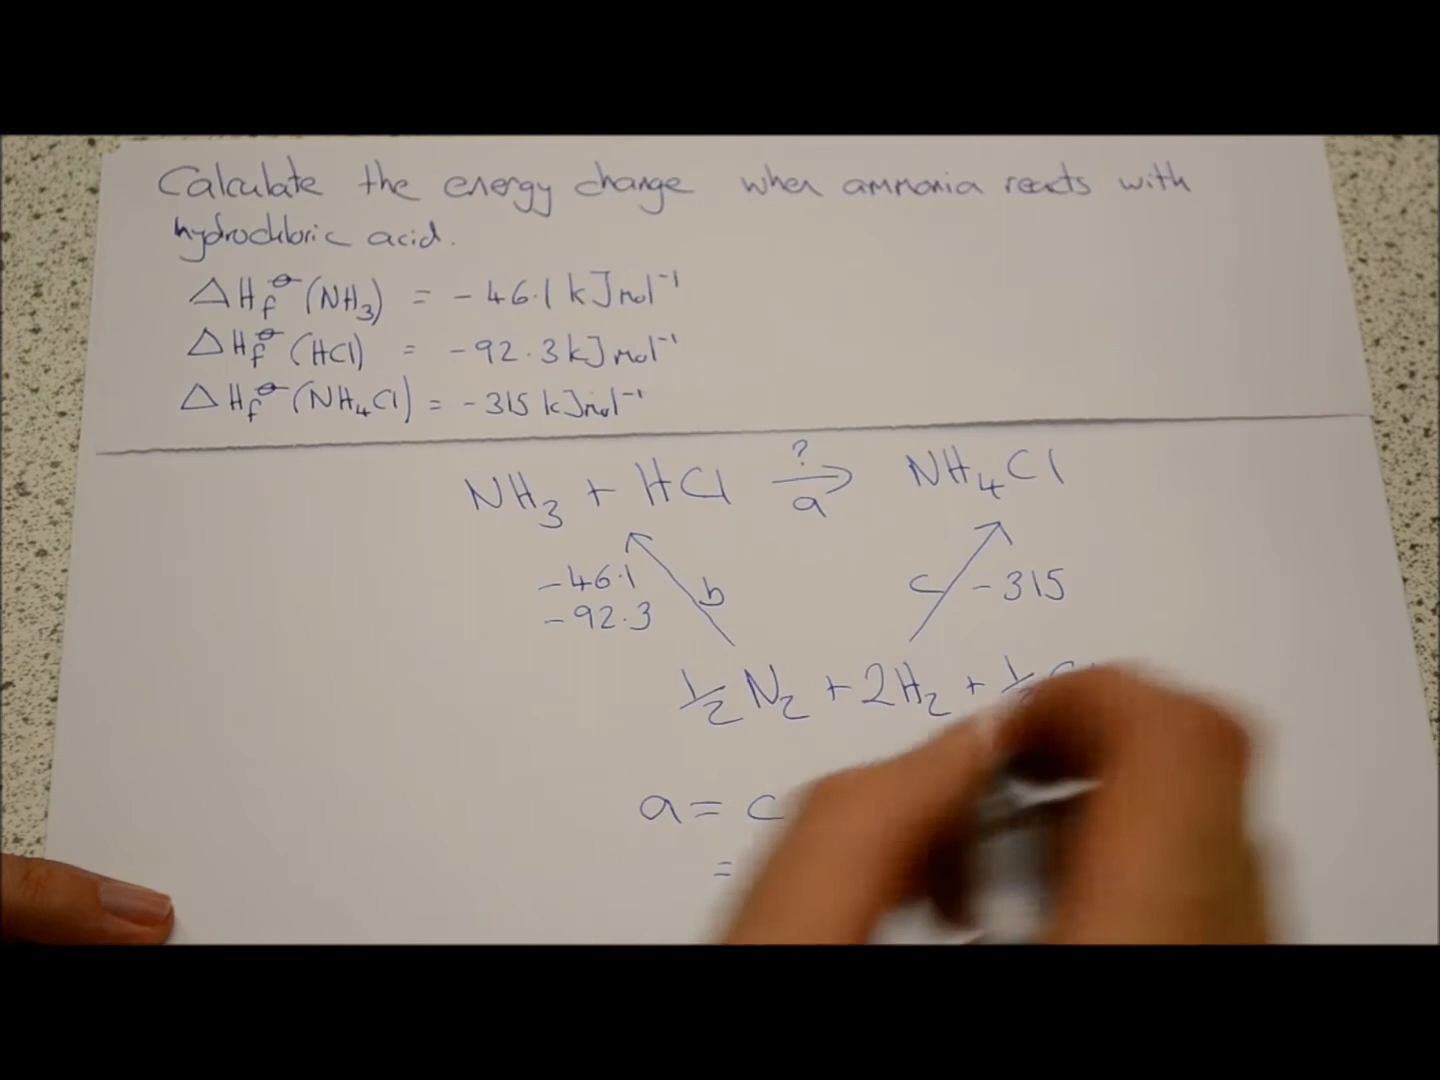 Calculate the energy change when ammonia reacts with
hydrochloric acid.
ΔHf⦵(NH₃) = -46.1 kJmol⁻¹
ΔHf⦵(HCl) = -92.3 kJmol⁻¹
ΔHf⦵(NH₄Cl) = -315 kJmol⁻¹
?
NH₃ + HCl → NH₄Cl
a
-46.1
-92.3
b
c -315
½N₂ + 2H₂ + ½
a = c
=